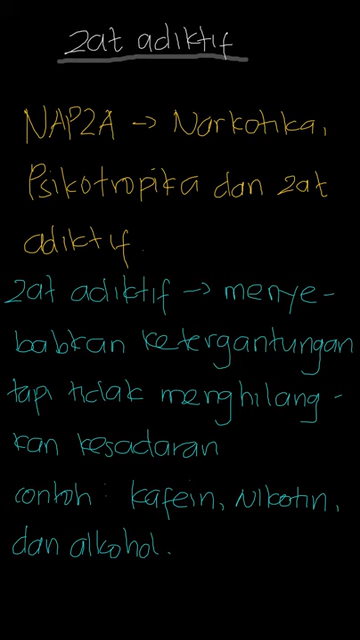 Zat adiktif
NAPZA → Narkotika,
Psikotropika dan zat
adiktif.
Zat adiktif → menye-
babkan ketergantungan
tapi tidak menghilang-
kan kesadaran
contoh: kafein, Nikotin,
dan alkohol.